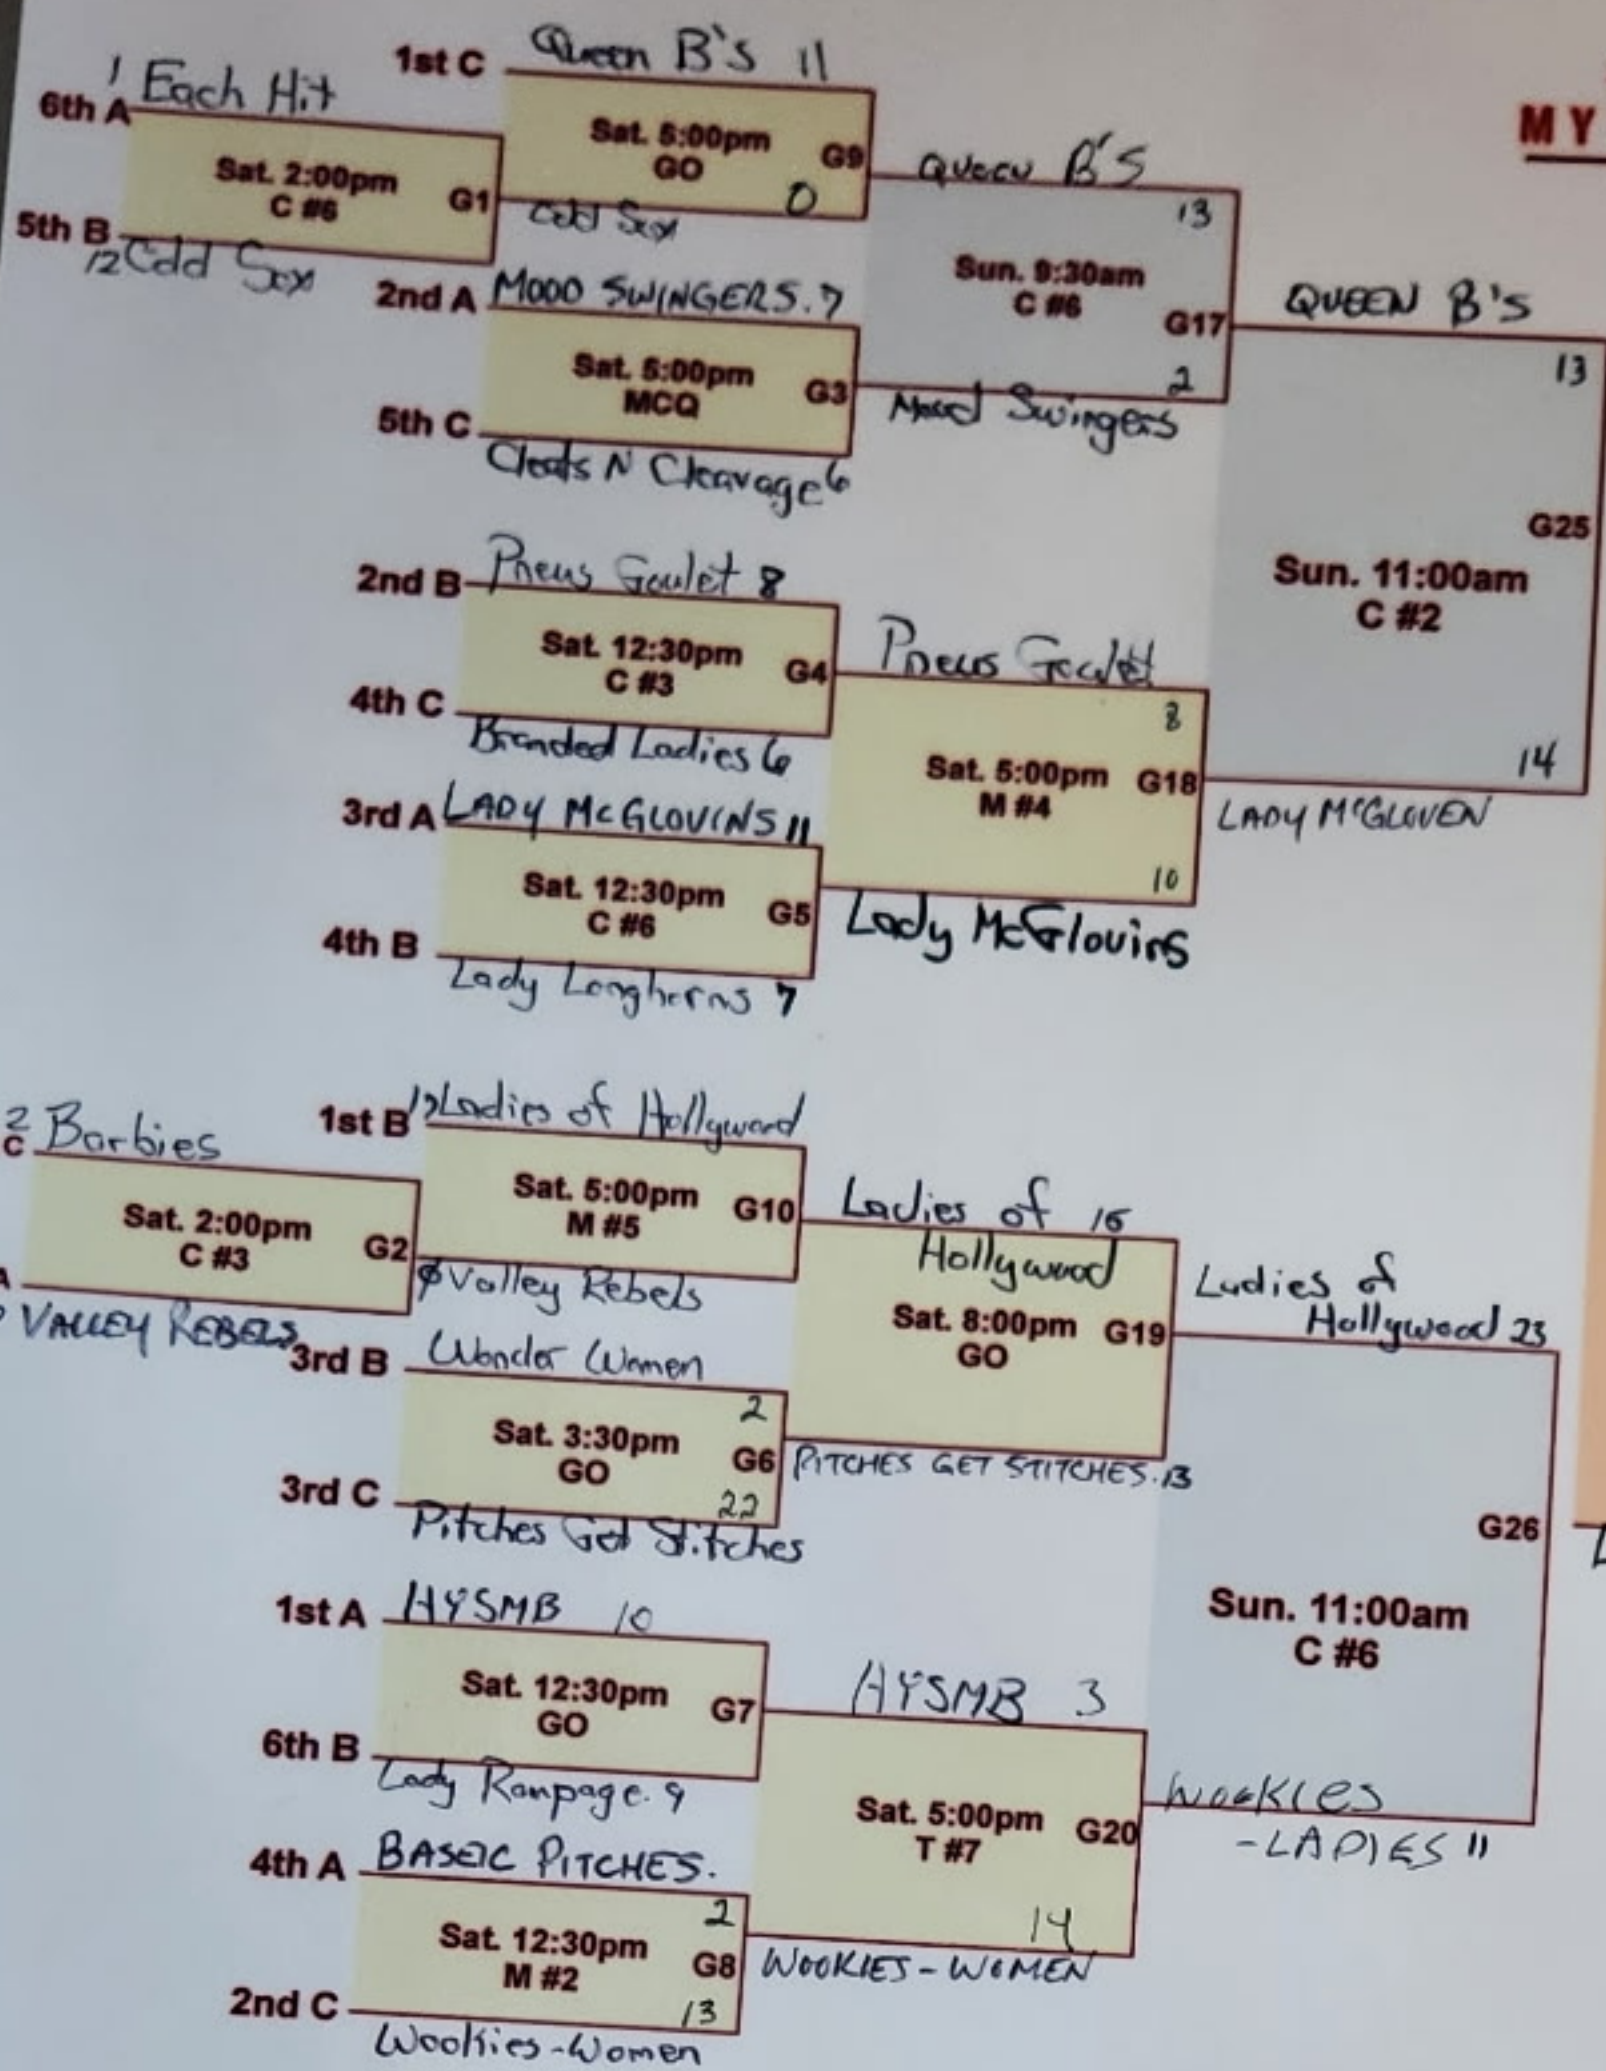 MY
1st C Queen B's 11
1 Each Hit
6th A
Sat. 5:00pm
GO
G9
0
Queen B's
13
Sat. 2:00pm
C #6
G1
5th B
12 Odd Sox
Odd Sox
2nd A MOOD SWINGERS. 7
Sun. 9:30am
C #6
G17
2
QUEEN B'S
13
Sat. 5:00pm
MCQ
G3
Mood Swingers
5th C
Cleats N Cleavage 6
G25
Sun. 11:00am
C #2
2nd B Pneus Goulet 8
Sat. 12:30pm
C #3
G4
Pneus Goulet
8
4th C
Branded Ladies 6
Sat. 5:00pm
M #4
G18
14
LADY McGLOVEN
3rd A LADY McGLOVINS 11
10
Sat. 12:30pm
C #6
G5
Lady McGlovins
4th B
Lady Longhorns 7
2
C Barbies
1st B Ladies of Hollywood
Sat. 5:00pm
M #5
G10
Ladies of 16
Hollywood
Sat. 2:00pm
C #3
G2
Valley Rebels
VALLEY REBELS
3rd B Wonder Women
2
Sat. 8:00pm
GO
G19
Ladies of
Hollywood 23
Sat. 3:30pm
GO
G6
PITCHES GET STITCHES. 13
3rd C
22
Pitches Get Stitches
G26
Sun. 11:00am
C #6
1st A HYSMB 10
Sat. 12:30pm
GO
G7
HYSMB 3
6th B
Lady Rampage. 9
Sat. 5:00pm
T #7
G20
Wookies
-LADIES 11
4th A BASIC PITCHES.
2
14
Sat. 12:30pm
M #2
G8
WOOKIES - WOMEN
2nd C
13
Wookies-Women